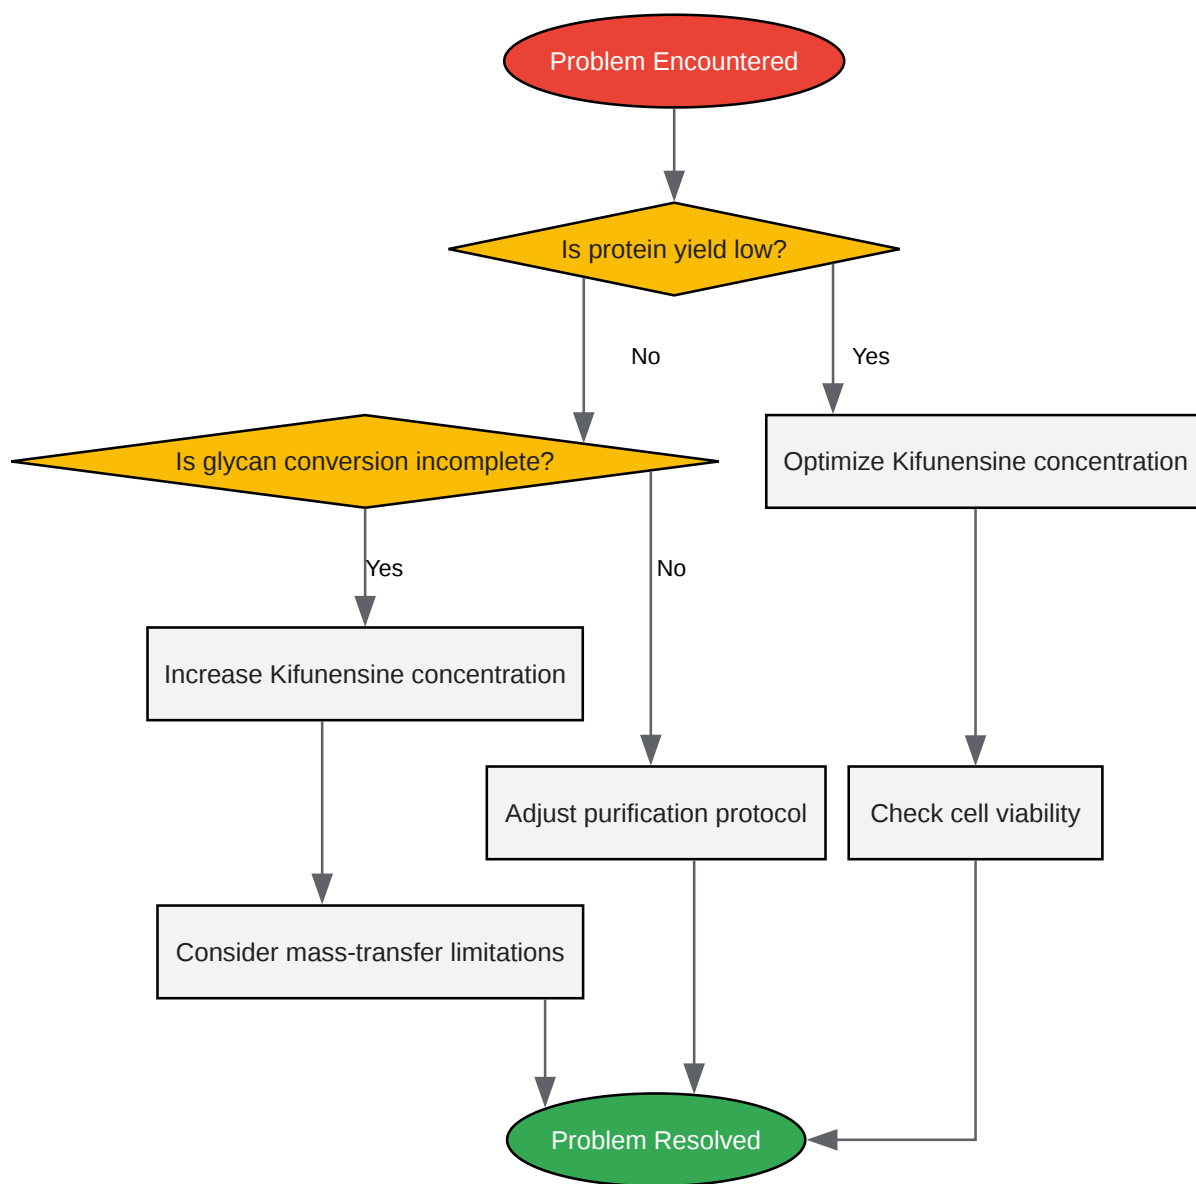 Problem Encountered
Is protein yield low?
No
Yes
Is glycan conversion incomplete?
Optimize Kifunensine concentration
Yes
No
Increase Kifunensine concentration
Adjust purification protocol
Check cell viability
Consider mass-transfer limitations
Problem Resolved